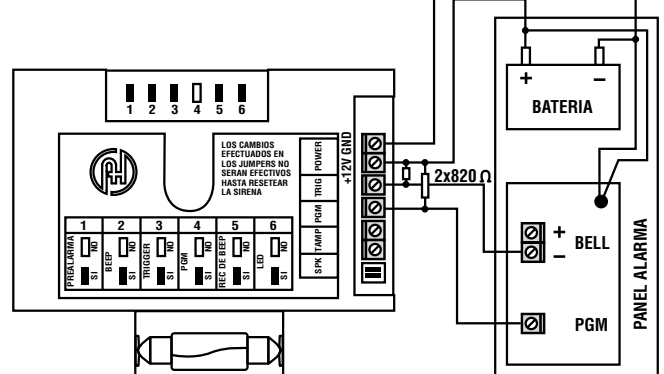 1 2 3 4 5 6
LOS CAMBIOS
EFECTUADOS EN
LOS JUMPERS NO
SERAN EFECTIVOS
HASTA RESETEAR
LA SIRENA
POWER
TRIG
PGM
TAMP
SPK
+12V GND
2x820 Ω
1 2 3 4 5 6
PREALARMA NO SI
BEEP NO SI
TRIGGER NO SI
PGM NO SI
REC DE BEEP NO SI
LED NO SI
+ −
BATERIA
+
BELL
−
PGM
PANEL ALARMA